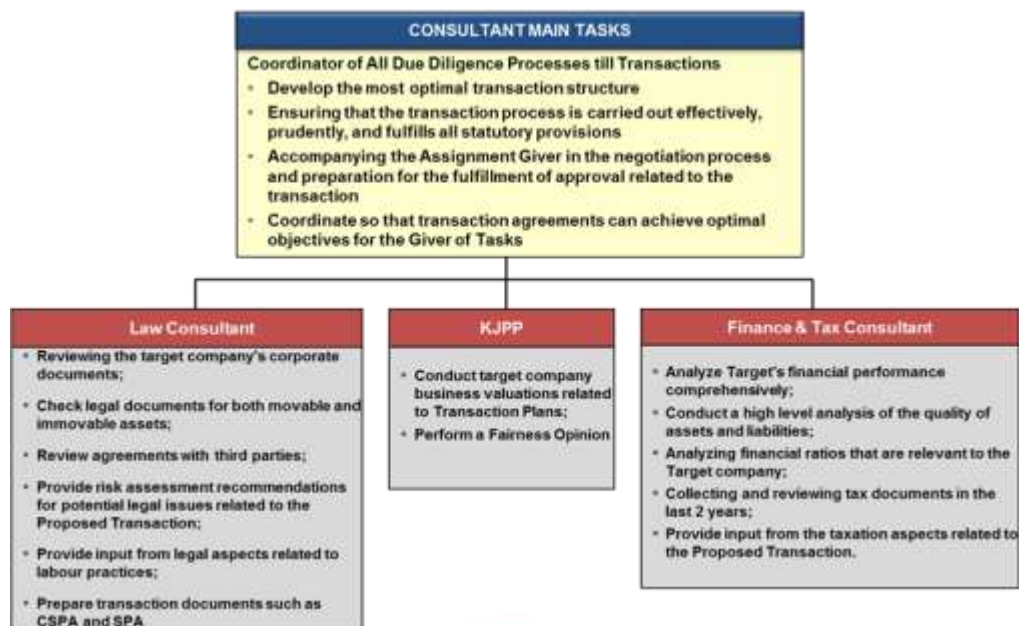 CONSULTANT MAIN TASKS
Coordinator of All Due Diligence Processes till Transactions
• Develop the most optimal transaction structure
• Ensuring that the transaction process is carried out effectively,
prudently, and fulfills all statutory provisions
• Accompanying the Assignment Giver in the negotiation process
and preparation for the fulfillment of approval related to the
transaction
• Coordinate so that transaction agreements can achieve optimal
objectives for the Giver of Tasks
Law Consultant
• Reviewing the target company's corporate
documents;
• Check legal documents for both movable and
immovable assets;
• Review agreements with third parties;
• Provide risk assessment recommendations
for potential legal issues related to the
Proposed Transaction;
• Provide input from legal aspects related to
labour practices;
• Prepare transaction documents such as
CSPA and SPA
KJPP
• Conduct target company
business valuations related
to Transaction Plans;
• Perform a Fairness Opinion
Finance & Tax Consultant
• Analyze Target's financial performance
comprehensively;
• Conduct a high level analysis of the quality of
assets and liabilities;
• Analyzing financial ratios that are relevant to the
Target company;
• Collecting and reviewing tax documents in the
last 2 years;
• Provide input from the taxation aspects related to
the Proposed Transaction.